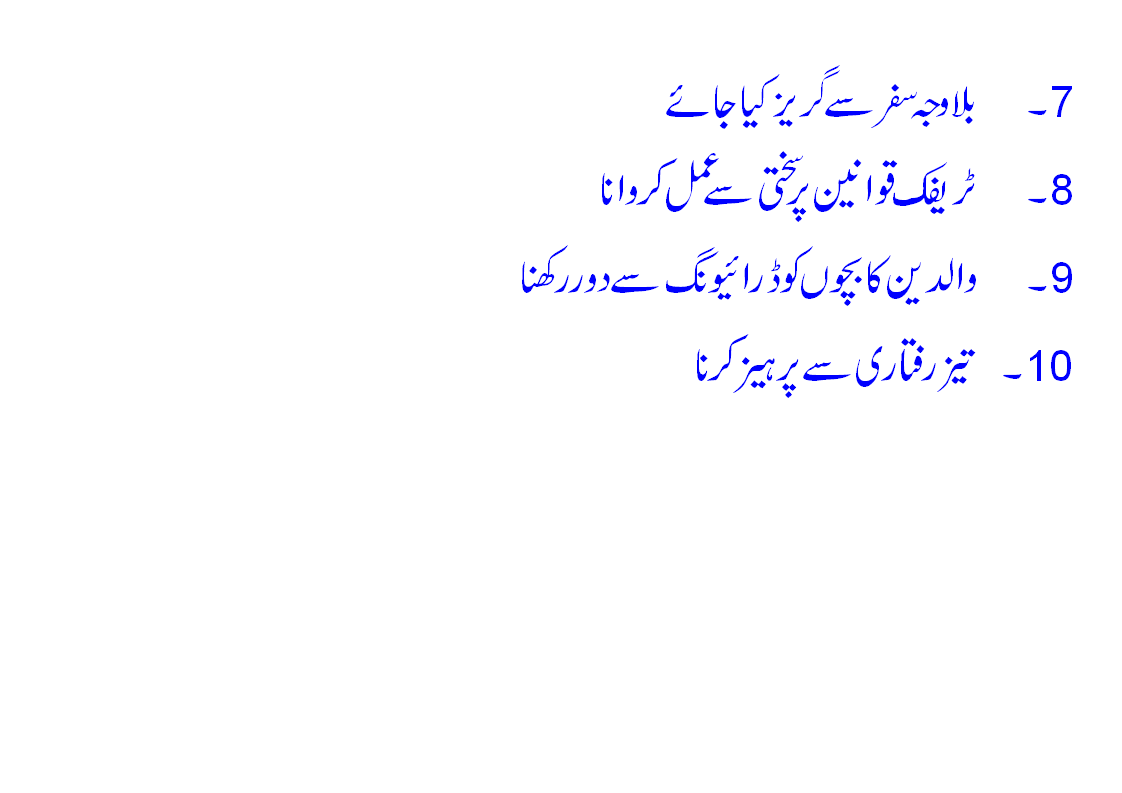 7۔ بلاوجہ سفر سے گریز کیا جائے
8۔ ٹریفک قوانین پر سختی سے عمل کروانا
9۔ والدین کا بچوں کو ڈرائیونگ سے دور رکھنا
10۔ تیز رفتاری سے پرہیز کرنا